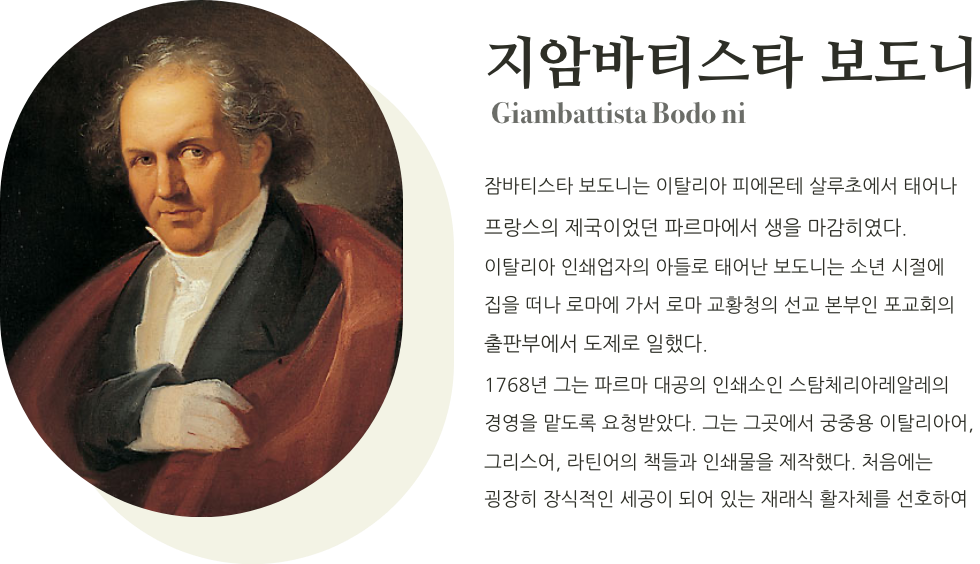 지암바티스타 보도니
Giambattista Bodo ni
잠바티스타 보도니는 이탈리아 피에몬테 살루초에서 태어나
프랑스의 제국이었던 파르마에서 생을 마감히였다.
이탈리아 인쇄업자의 아들로 태어난 보도니는 소년 시절에
집을 떠나 로마에 가서 로마 교황청의 선교 본부인 포교회의
출판부에서 도제로 일했다.
1768년 그는 파르마 대공의 인쇄소인 스탐체리아레알레의
경영을 맡도록 요청받았다. 그는 그곳에서 궁중용 이탈리아어,
그리스어, 라틴어의 책들과 인쇄물을 제작했다. 처음에는
굉장히 장식적인 세공이 되어 있는 재래식 활자체를 선호하여